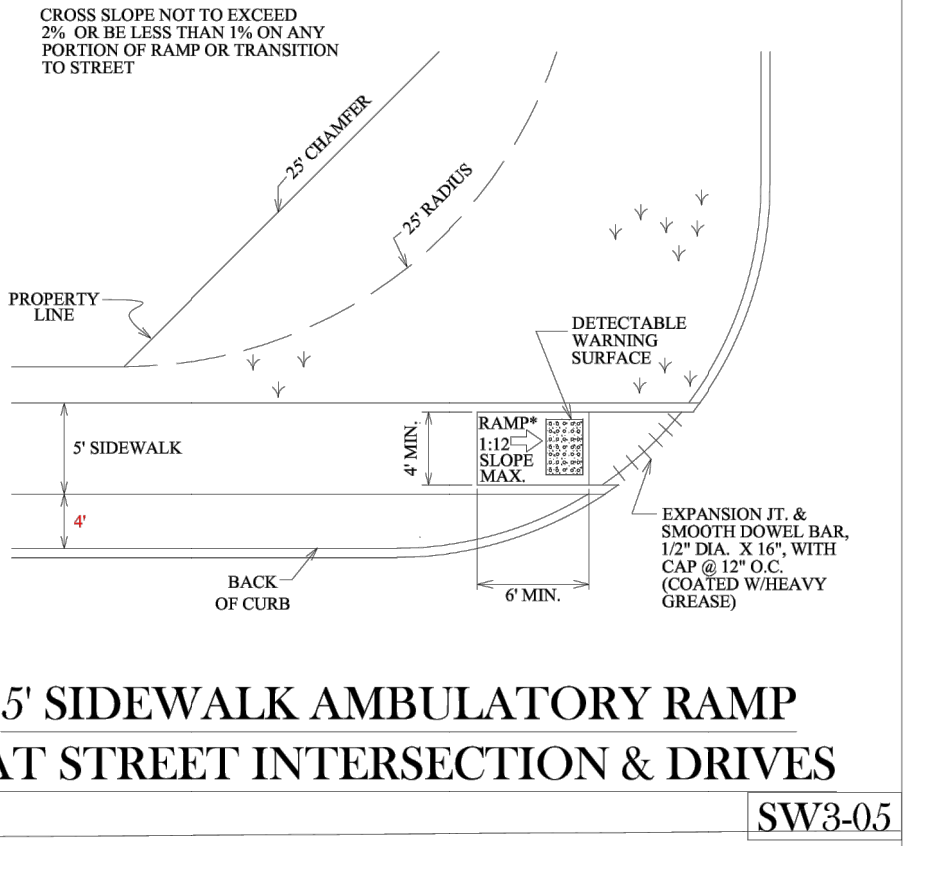 CROSS SLOPE NOT TO EXCEED
2% OR BE LESS THAN 1% ON ANY
PORTION OF RAMP OR TRANSITION
TO STREET
25' CHAMFER
25' RADIUS
PROPERTY
LINE
DETECTABLE
WARNING
SURFACE
5' SIDEWALK
4' MIN.
RAMP*
1:12
SLOPE
MAX.
4'
EXPANSION JT. &
SMOOTH DOWEL BAR,
1/2" DIA. X 16", WITH
CAP @ 12" O.C.
(COATED W/HEAVY
GREASE)
BACK
OF CURB
6' MIN.
5' SIDEWALK AMBULATORY RAMP
AT STREET INTERSECTION & DRIVES
SW3-05